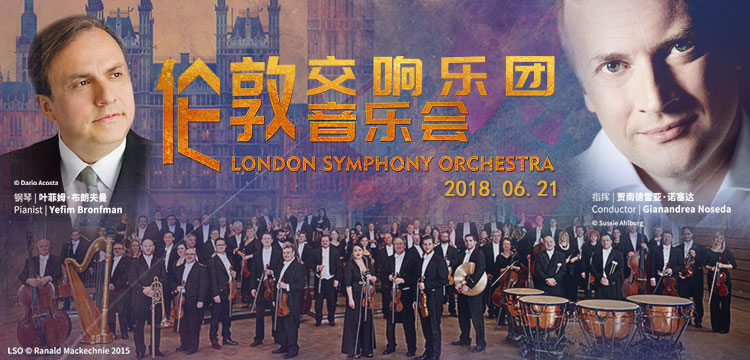 伦敦交响乐团
音乐会
LONDON SYMPHONY ORCHESTRA
2018. 06. 21
© Dario Acosta
钢琴 | 叶菲姆·布朗夫曼
Pianist | Yefim Bronfman
指挥 | 贾南德雷亚·诺塞达
Conductor | Gianandrea Noseda
© Sussie Ahlburg
LSO © Ranald Mackechnie 2015